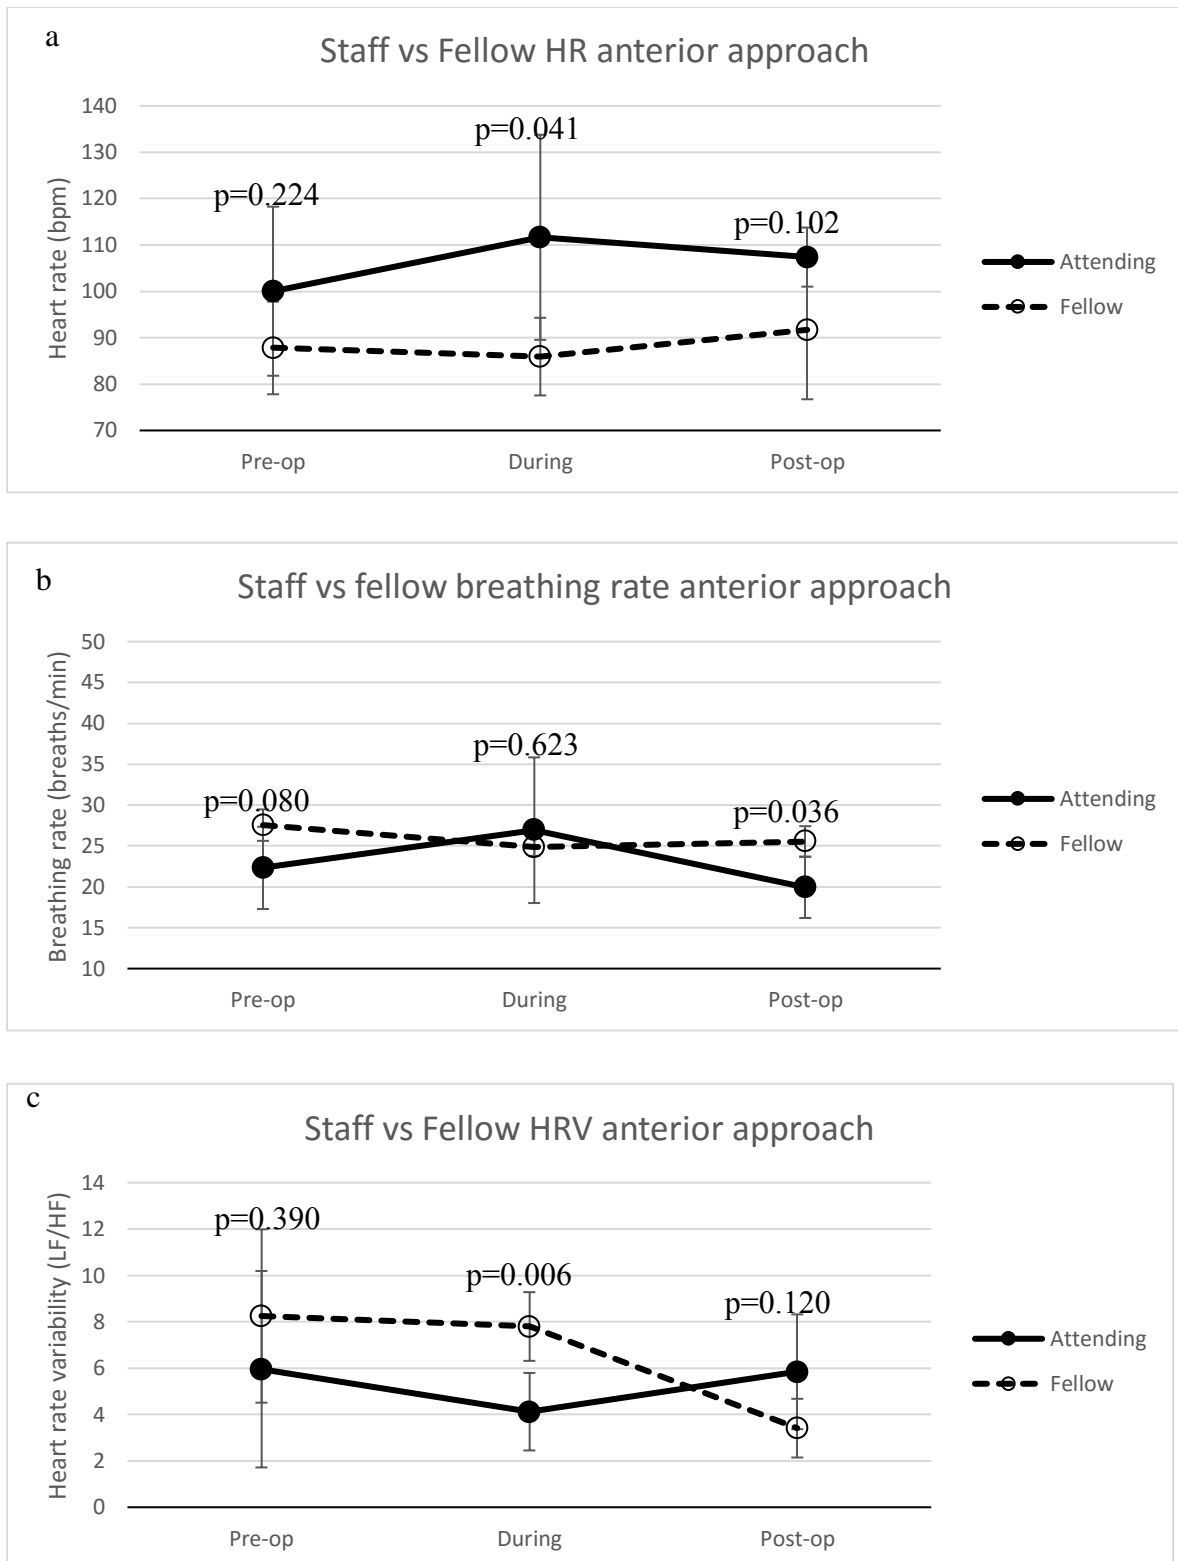 a
Staff vs Fellow HR anterior approach
Heart rate (bpm)
140
130
120
110
100
90
80
70
p=0.224
p=0.041
p=0.102
Pre-op
During
Post-op
Attending
Fellow
b
Staff vs fellow breathing rate anterior approach
Breathing rate (breaths/min)
50
45
40
35
30
25
20
15
10
p=0.080
p=0.623
p=0.036
Pre-op
During
Post-op
Attending
Fellow
c
Staff vs Fellow HRV anterior approach
Heart rate variability (LF/HF)
14
12
10
8
6
4
2
0
p=0.390
p=0.006
p=0.120
Pre-op
During
Post-op
Attending
Fellow